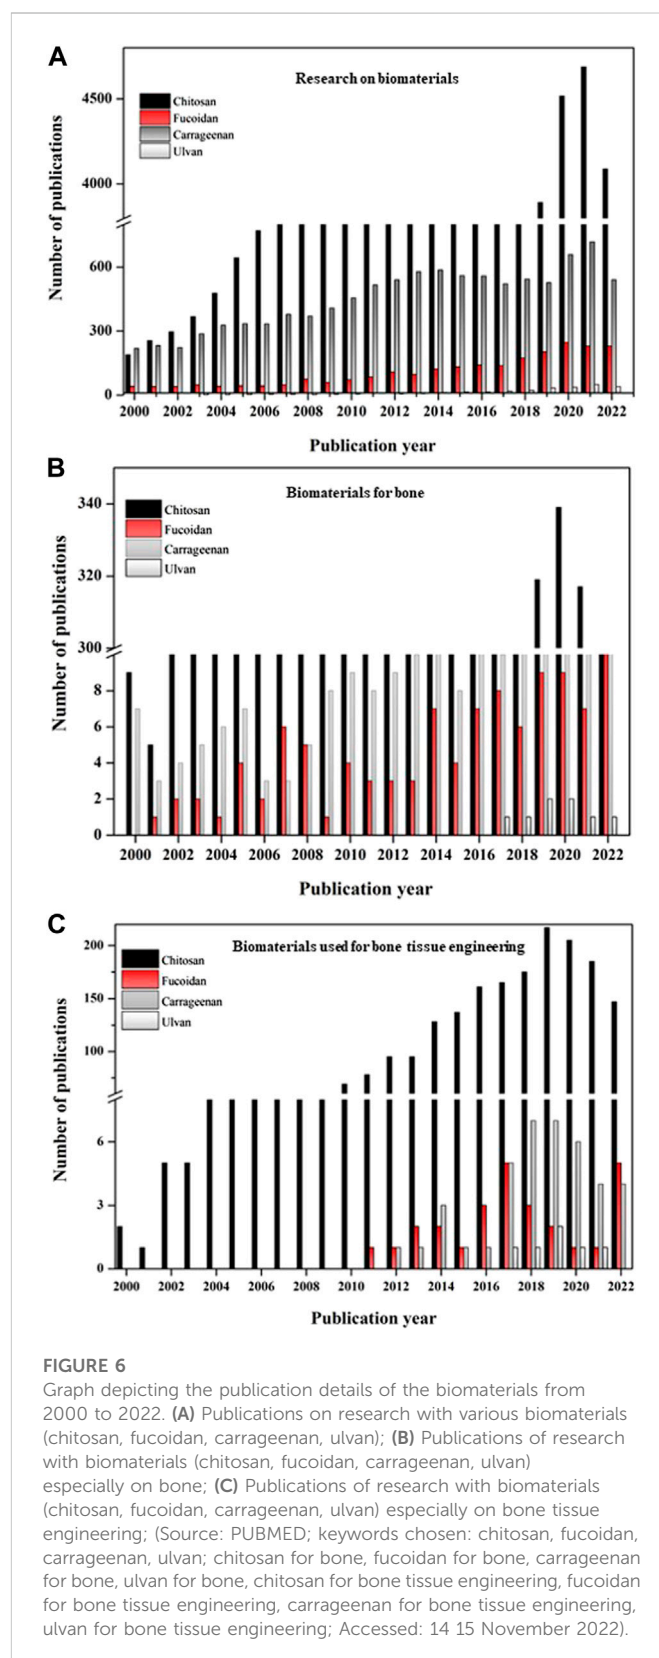 A
Research on biomaterials
Chitosan
Fucoidan
Carrageenan
Ulvan
Number of publications
4500
4000
600
300
0
2000 2002 2004 2006 2008 2010 2012 2014 2016 2018 2020 2022
Publication year
B
Biomaterials for bone
Chitosan
Fucoidan
Carrageenan
Ulvan
Number of publications
340
320
300
8
6
4
2
0
2000 2002 2004 2006 2008 2010 2012 2014 2016 2018 2020 2022
Publication year
C
Biomaterials used for bone tissue engineering
Chitosan
Fucoidan
Carrageenan
Ulvan
Number of publications
200
150
100
6
3
0
2000 2002 2004 2006 2008 2010 2012 2014 2016 2018 2020 2022
Publication year
FIGURE 6
Graph depicting the publication details of the biomaterials from
2000 to 2022. (A) Publications on research with various biomaterials
(chitosan, fucoidan, carrageenan, ulvan); (B) Publications of research
with biomaterials (chitosan, fucoidan, carrageenan, ulvan)
especially on bone; (C) Publications of research with biomaterials
(chitosan, fucoidan, carrageenan, ulvan) especially on bone tissue
engineering; (Source: PUBMED; keywords chosen: chitosan, fucoidan,
carrageenan, ulvan; chitosan for bone, fucoidan for bone, carrageenan
for bone, ulvan for bone, chitosan for bone tissue engineering, fucoidan
for bone tissue engineering, carrageenan for bone tissue engineering,
ulvan for bone tissue engineering; Accessed: 14 15 November 2022).